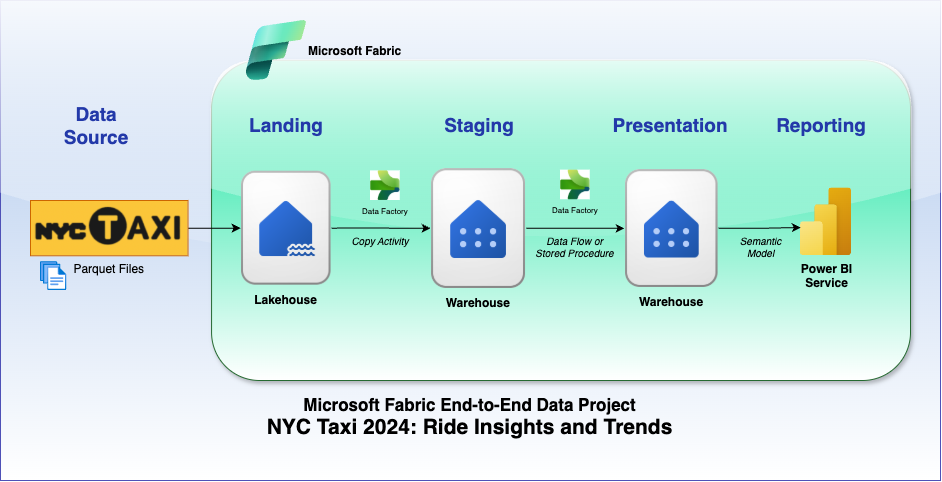 Microsoft Fabric
Data
Source
Landing
Staging
Presentation
Reporting
NYC TAXI
Parquet Files
Data Factory
Copy Activity
Data Factory
Data Flow or
Stored Procedure
Semantic
Model
Lakehouse
Warehouse
Warehouse
Power BI
Service
Microsoft Fabric End-to-End Data Project
NYC Taxi 2024: Ride Insights and Trends